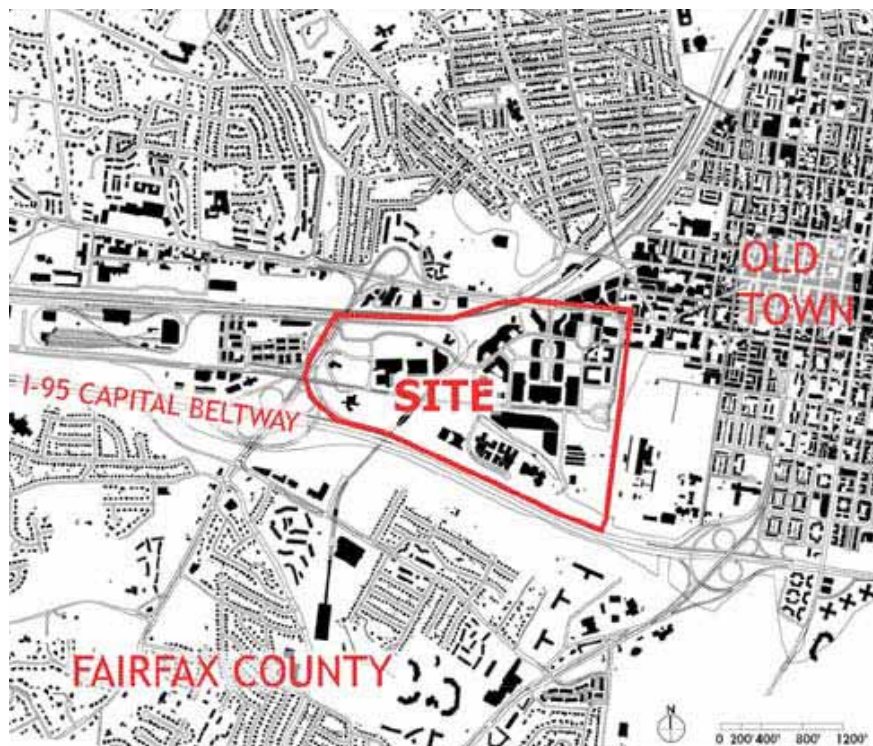 OLD
TOWN
SITE
I-95 CAPITAL BELTWAY
FAIRFAX COUNTY
N
0 200' 400' 800' 1200'